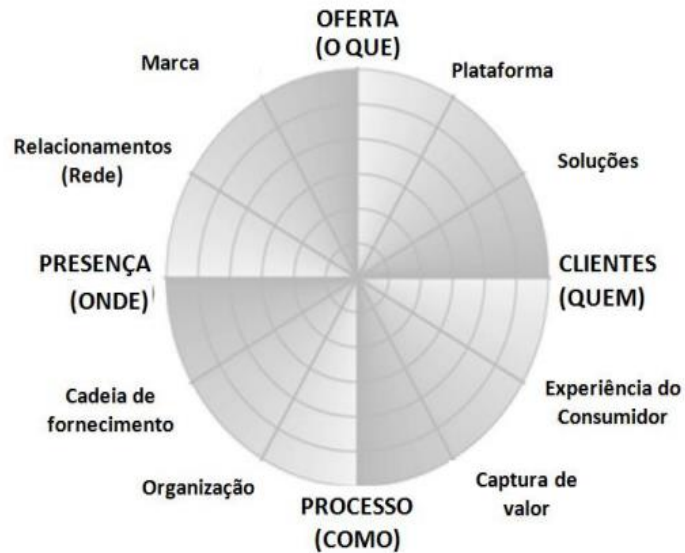 OFERTA
(O QUE)
Marca
Plataforma
Relacionamentos
(Rede)
Soluções
PRESENÇA
(ONDE)
CLIENTES
(QUEM)
Cadeia de
fornecimento
Experiência do
Consumidor
Organização
PROCESSO
(COMO)
Captura de
valor